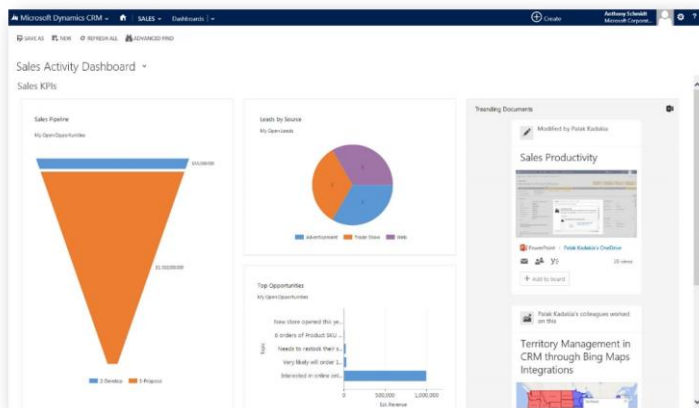 Microsoft Dynamics CRM
SALES
Dashboards
Create
Anthony Schmidt
Microsoft Corporat...
SAVE AS
NEW
REFRESH ALL
ADVANCED FIND
Sales Activity Dashboard
Sales KPIs
Sales Pipeline
My Open Opportunities
2-Develop
3-Propose
Leads by Source
My Open Leads
Advertisement
Trade Show
Web
Top Opportunities
My Open Opportunities
Topic
New store opened this ye...
6 orders of Product SKU ...
Needs to restock their s...
Very likely will order 1...
Interested in online onl...
0
500,000
1,000,000
Est. Revenue
Treanding Documents
Modified by Palak Kadakia
Sales Productivity
PowerPoint
Palak Kadakia's OneDrive
20 views
+ Add to board
Palak Kadakia's colleagues worked
on this
Territory Management in
CRM through Bing Maps
Integrations